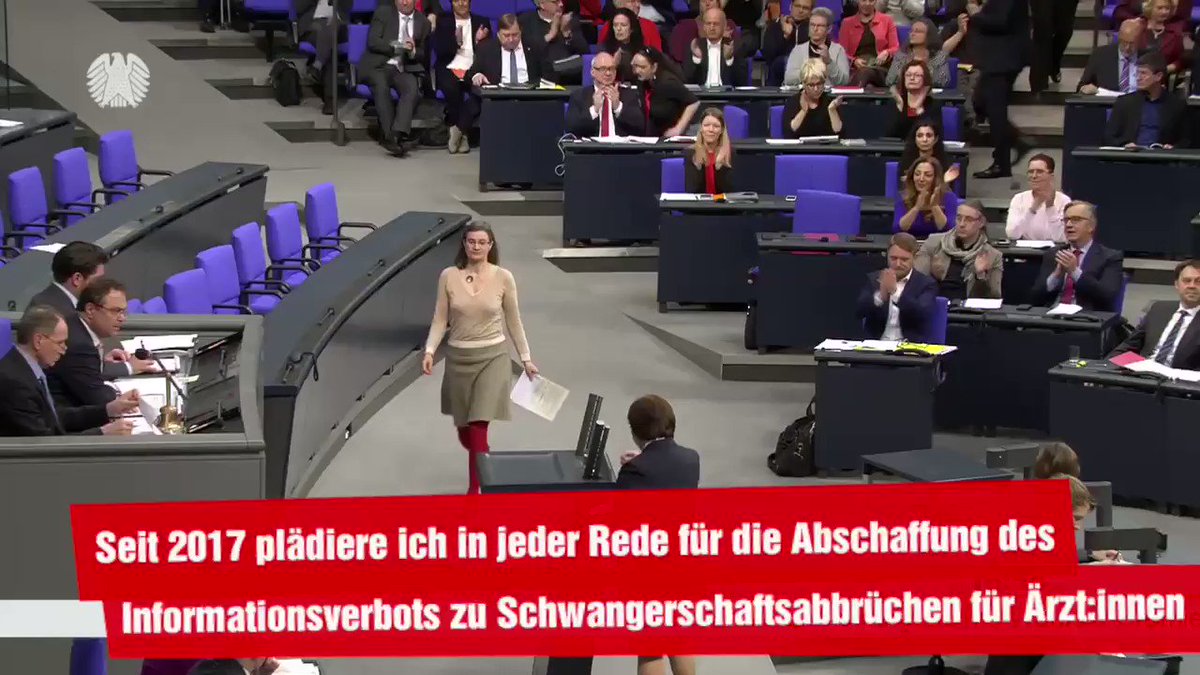 Seit 2017 plädiere ich in jeder Rede für die Abschaffung des
Informationsverbots zu Schwangerschaftsabbrüchen für Ärzt:innen